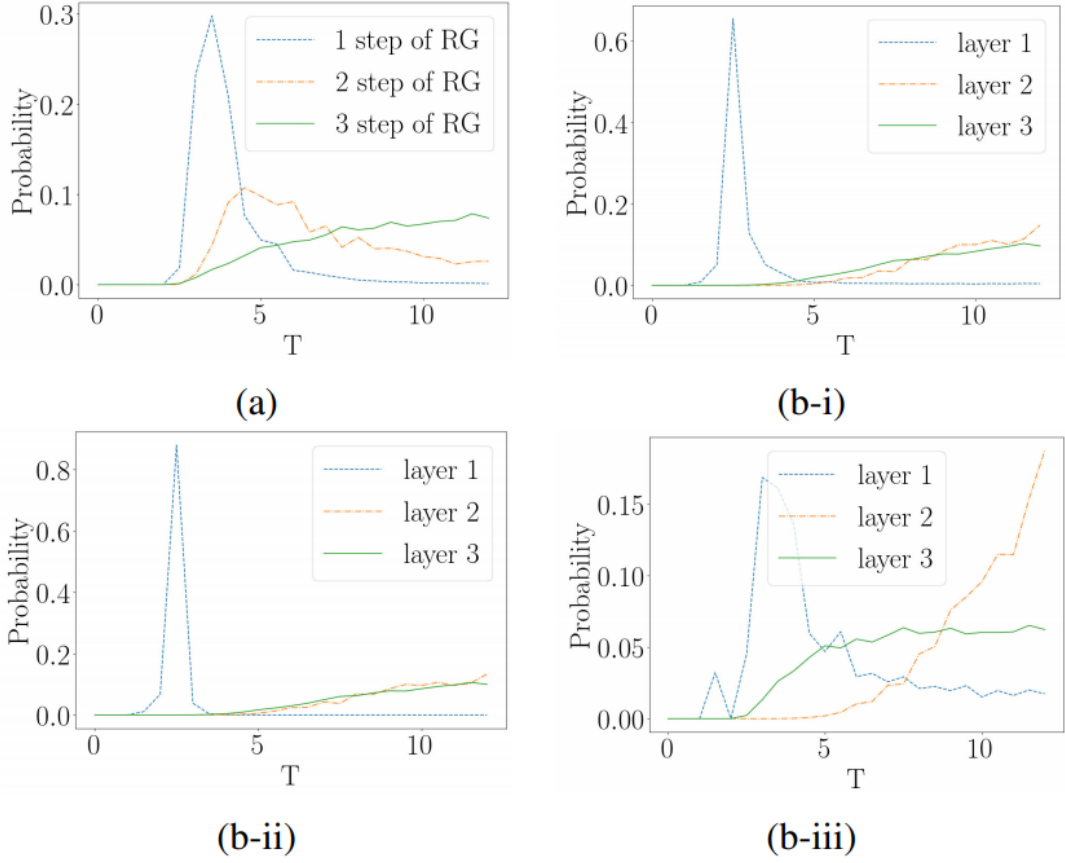 0.3
0.2
0.1
0.0
Probability
1 step of RG
2 step of RG
3 step of RG
0 5 10
T
(a)
0.6
0.4
0.2
0.0
Probability
layer 1
layer 2
layer 3
0 5 10
T
(b-i)
0.8
0.6
0.4
0.2
0.0
Probability
layer 1
layer 2
layer 3
0 5 10
T
(b-ii)
0.15
0.10
0.05
0.00
Probability
layer 1
layer 2
layer 3
0 5 10
T
(b-iii)